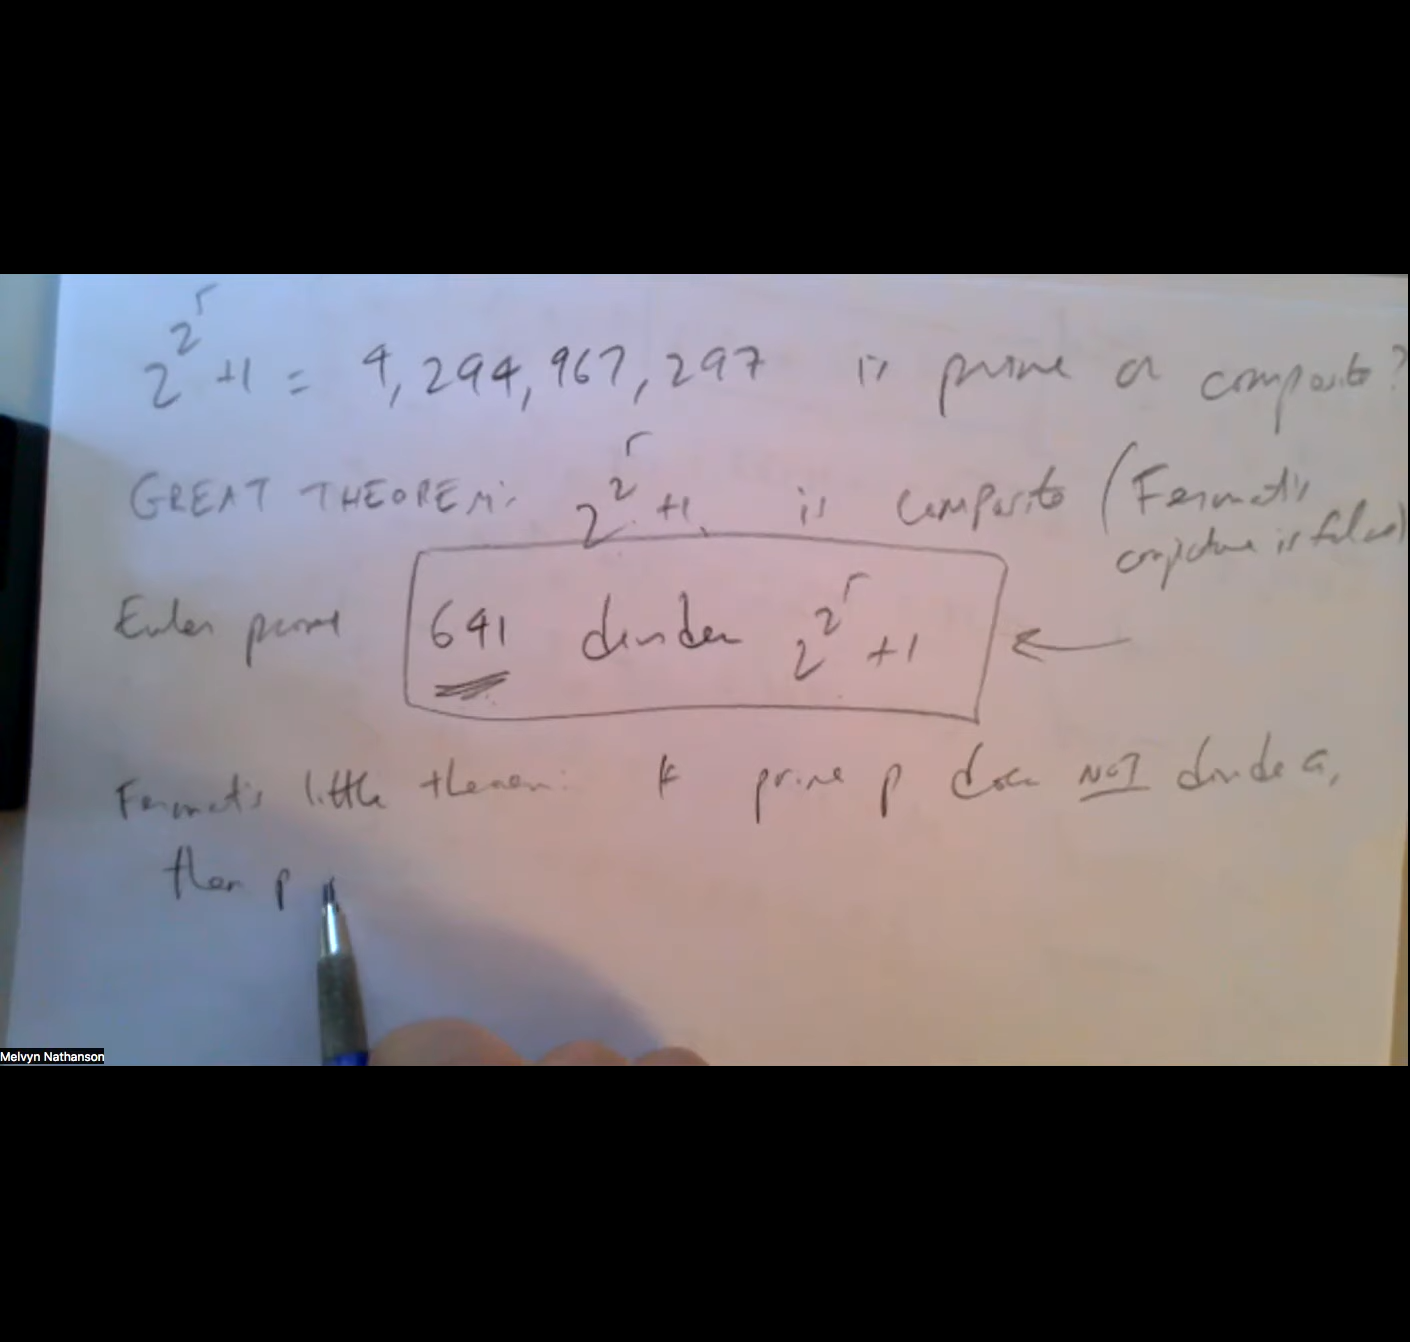 2^2^5 +1 = 4,294,967,297 is prime or composite?
GREAT THEOREM: 2^2^5 +1 is composite (Fermat's
conjecture is false)
Euler proved 641 divides 2^2^5 +1 ←
Fermat's little theorem: If prime p does NOT divide a,
then p
Melvyn Nathanson